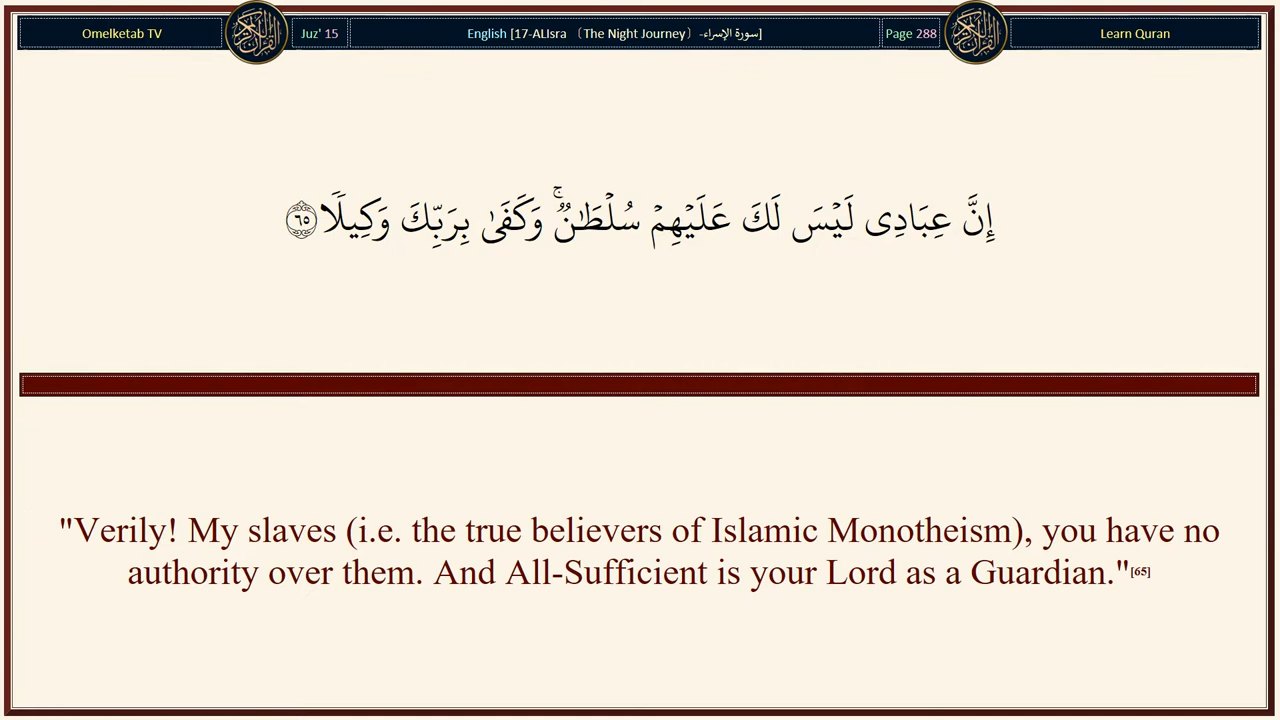 Omelketab TV
Juz' 15
English [17-ALIsra 〔The Night Journey〕 -سورة الإسراء]
Page 288
Learn Quran
إِنَّ عِبَادِى لَيْسَ لَكَ عَلَيْهِمْ سُلْطَـٰنٌۭ ۚ وَكَفَىٰ بِرَبِّكَ وَكِيلًۭا ٦٥
"Verily! My slaves (i.e. the true believers of Islamic Monotheism), you have no
authority over them. And All-Sufficient is your Lord as a Guardian."[65]